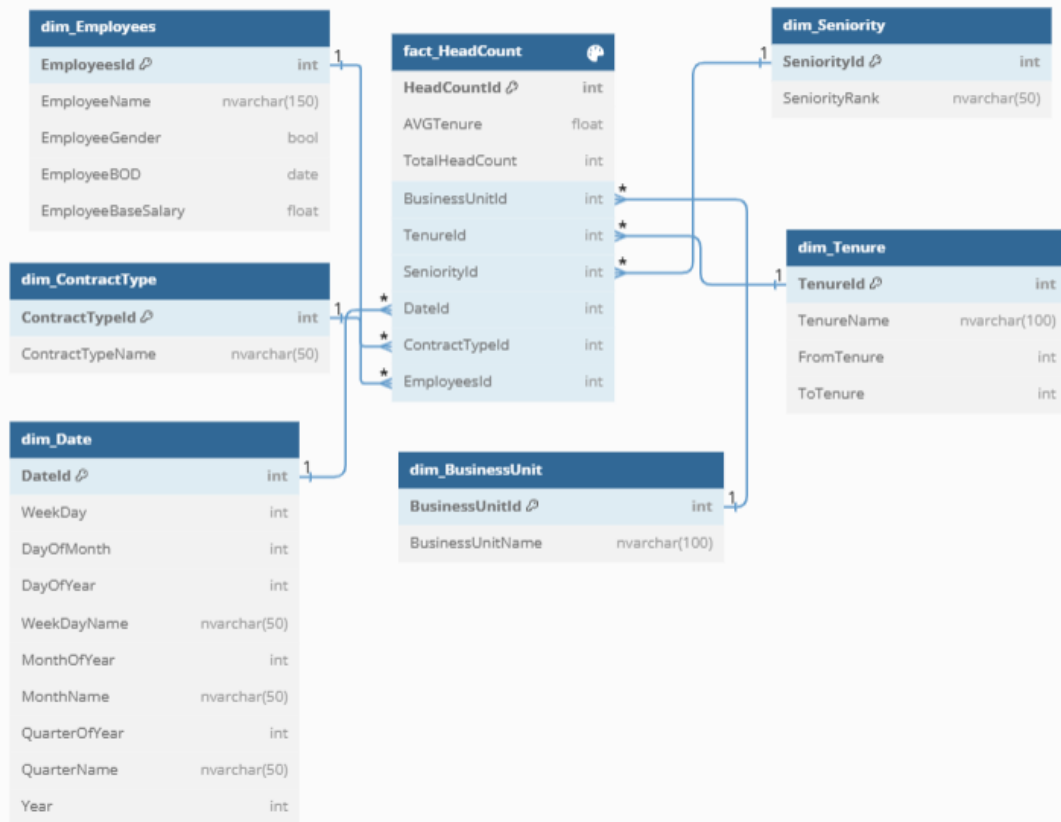 dim_Employees
EmployeesId int
EmployeeName nvarchar(150)
EmployeeGender bool
EmployeeBOD date
EmployeeBaseSalary float
1
dim_ContractType
ContractTypeId int
ContractTypeName nvarchar(50)
1
dim_Date
DateId int
WeekDay int
DayOfMonth int
DayOfYear int
WeekDayName nvarchar(50)
MonthOfYear int
MonthName nvarchar(50)
QuarterOfYear int
QuarterName nvarchar(50)
Year int
1
fact_HeadCount
HeadCountId int
AVGTenure float
TotalHeadCount int
BusinessUnitId int *
TenureId int *
SeniorityId int *
* DateId int
* ContractTypeId int
* EmployeesId int
dim_BusinessUnit
BusinessUnitId int
BusinessUnitName nvarchar(100)
1
dim_Seniority
1 SeniorityId int
SeniorityRank nvarchar(50)
dim_Tenure
1 TenureId int
TenureName nvarchar(100)
FromTenure int
ToTenure int